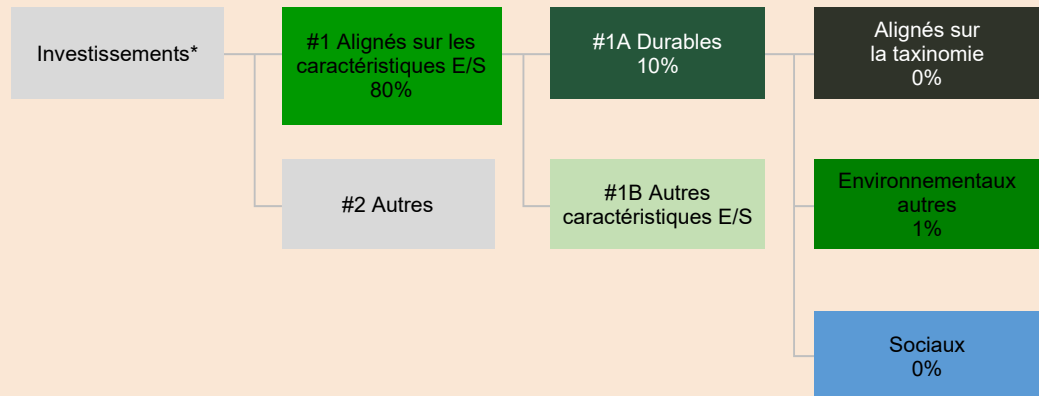 Investissements*
#1 Alignés sur les
caractéristiques E/S
80%
#1A Durables
10%
Alignés sur
la taxinomie
0%
#2 Autres
#1B Autres
caractéristiques E/S
Environnementaux
autres
1%
Sociaux
0%